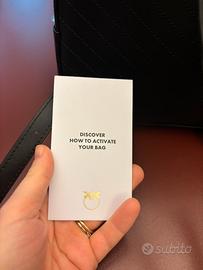 DISCOVER
HOW TO ACTIVATE
YOUR BAG
subito